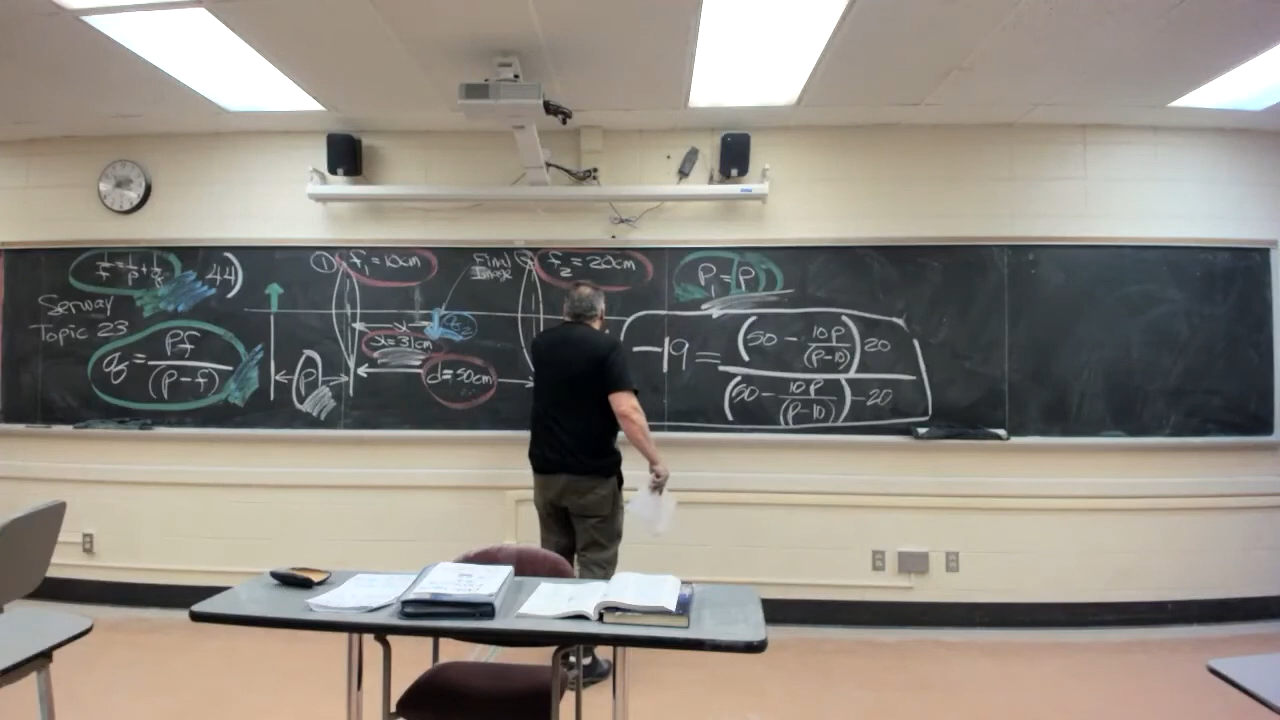 1/f = 1/p + 1/q
44)
Serway
Topic 23
q = pf/(p-f)
①
f₁ = 10cm
Final
Image
f₂ = 20cm
P₁ = P
q₂
x
x = 31cm
P
d = 50cm
-19 = (50 - 10P/(P-10))20 / (50 - 10P/(P-10)) - 20